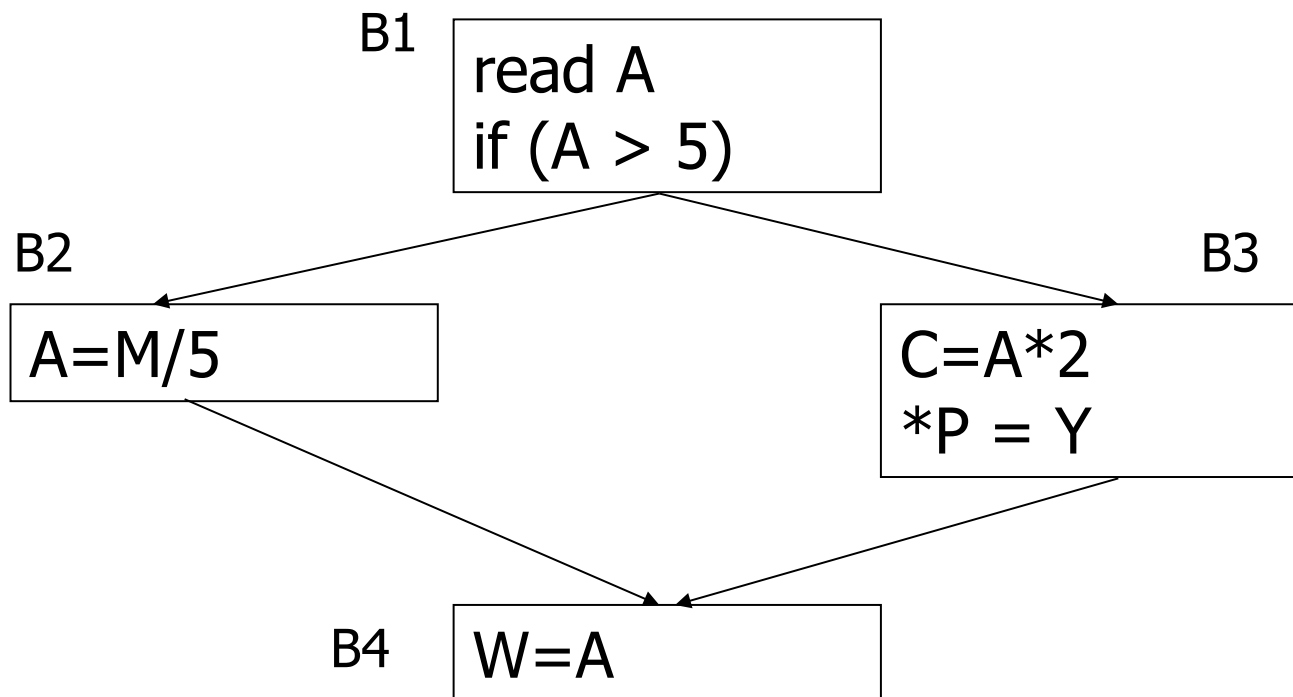 B1
read A
if (A > 5)
B2
B3
A=M/5
C=A*2
*P = Y
B4
W=A